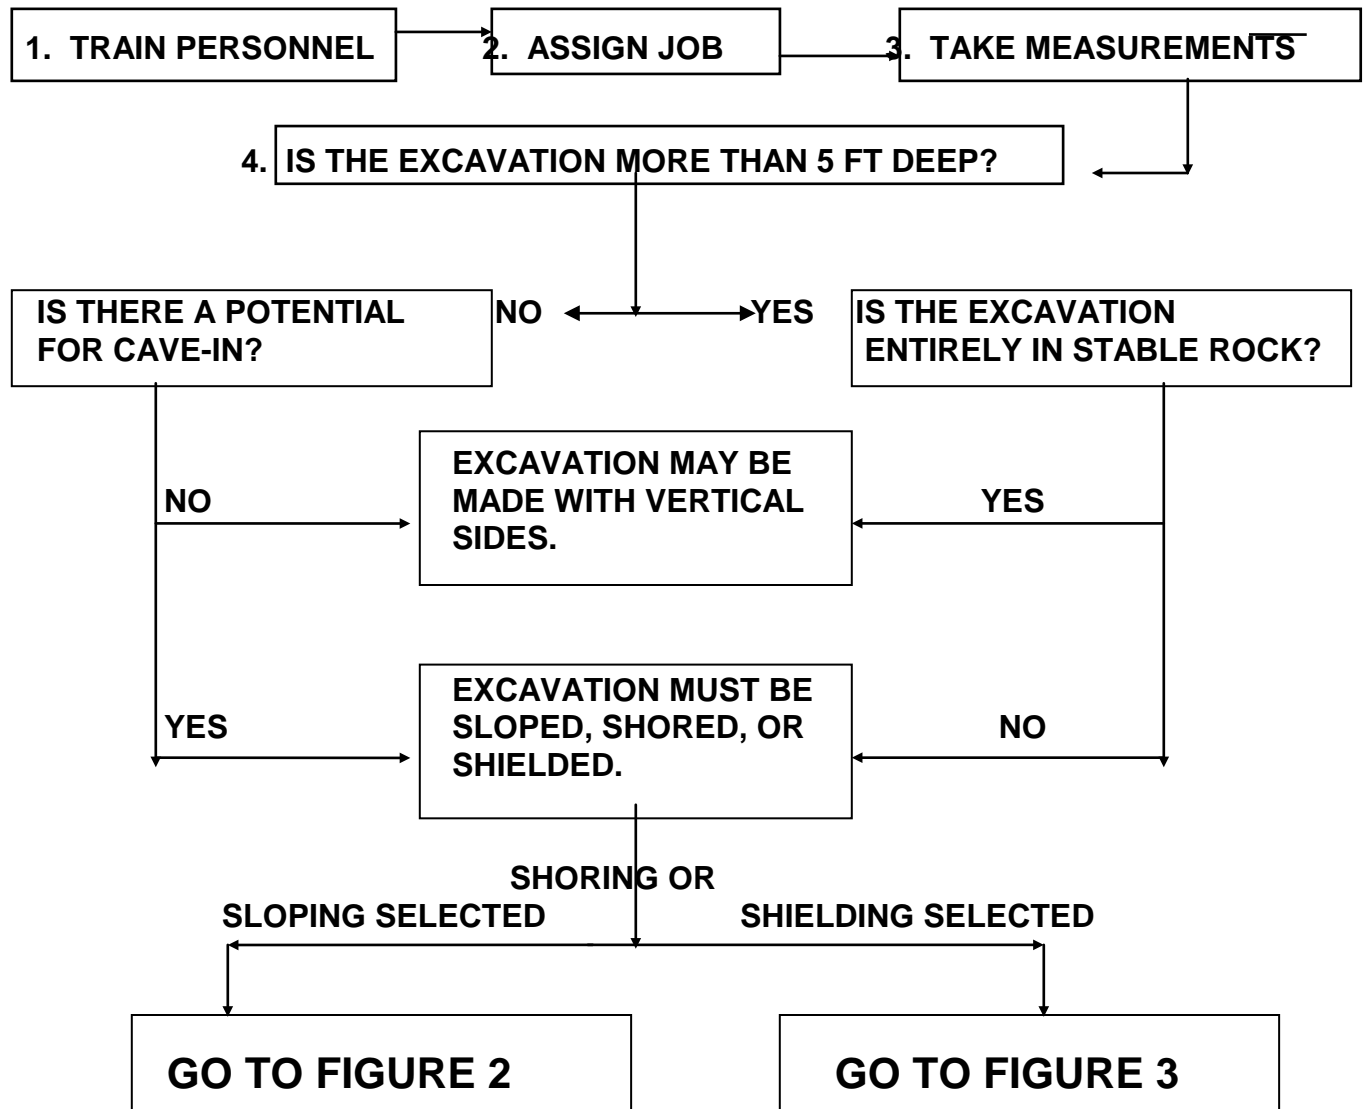 1. TRAIN PERSONNEL
2. ASSIGN JOB
3. TAKE MEASUREMENTS
4. IS THE EXCAVATION MORE THAN 5 FT DEEP?
IS THERE A POTENTIAL
FOR CAVE-IN?
NO
YES
IS THE EXCAVATION
ENTIRELY IN STABLE ROCK?
EXCAVATION MAY BE
MADE WITH VERTICAL
SIDES.
NO
YES
EXCAVATION MUST BE
SLOPED, SHORED, OR
SHIELDED.
YES
NO
SHORING OR
SLOPING SELECTED
SHIELDING SELECTED
GO TO FIGURE 2
GO TO FIGURE 3